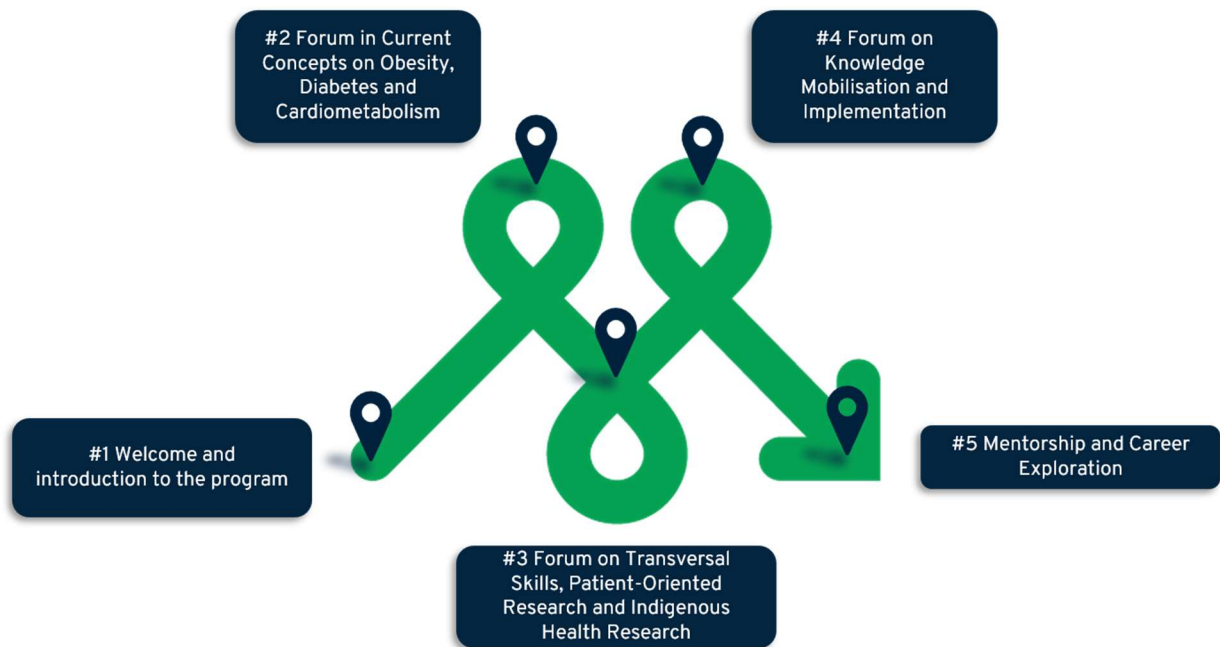 #2 Forum in Current
Concepts on Obesity,
Diabetes and
Cardiometabolism
#4 Forum on
Knowledge
Mobilisation and
Implementation
#1 Welcome and
introduction to the program
#5 Mentorship and Career
Exploration
#3 Forum on Transversal
Skills, Patient-Oriented
Research and Indigenous
Health Research